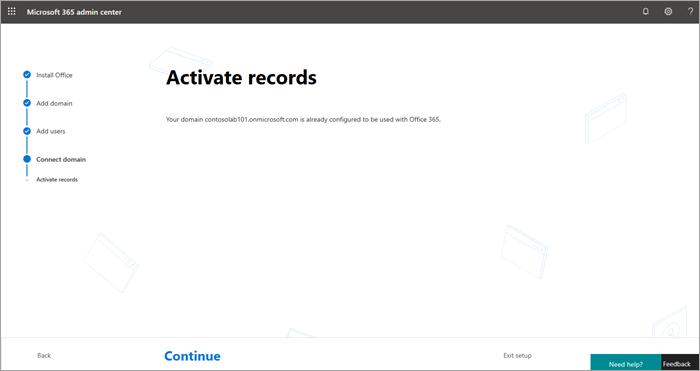 Microsoft 365 admin center
?
Install Office
Add domain
Add users
Connect domain
Activate records
Activate records
Your domain contosolab101.onmicrosoft.com is already configured to be used with Office 365.
Back
Continue
Exit setup
Need help?
Feedback